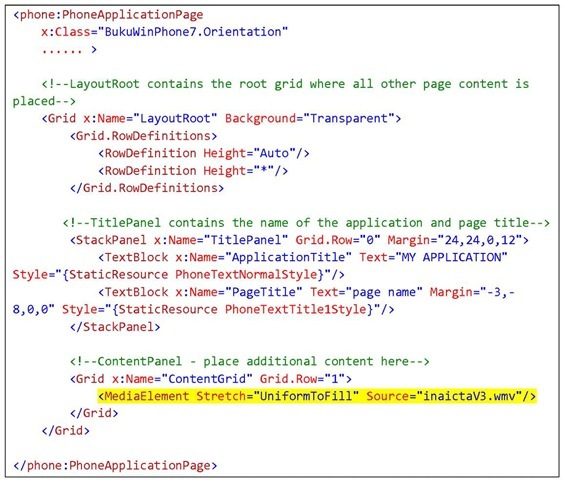 <phone:PhoneApplicationPage
x:Class="BukuWinPhone7.Orientation"
...... >
<!--LayoutRoot contains the root grid where all other page content is
placed-->
<Grid x:Name="LayoutRoot" Background="Transparent">
<Grid.RowDefinitions>
<RowDefinition Height="Auto"/>
<RowDefinition Height="*"/>
</Grid.RowDefinitions>
<!--TitlePanel contains the name of the application and page title-->
<StackPanel x:Name="TitlePanel" Grid.Row="0" Margin="24,24,0,12">
<TextBlock x:Name="ApplicationTitle" Text="MY APPLICATION"
Style="{StaticResource PhoneTextNormalStyle}"/>
<TextBlock x:Name="PageTitle" Text="page name" Margin="-3,-
8,0,0" Style="{StaticResource PhoneTextTitle1Style}"/>
</StackPanel>
<!--ContentPanel - place additional content here-->
<Grid x:Name="ContentGrid" Grid.Row="1">
<MediaElement Stretch="UniformToFill" Source="inaictaV3.wmv"/>
</Grid>
</Grid>
</phone:PhoneApplicationPage>